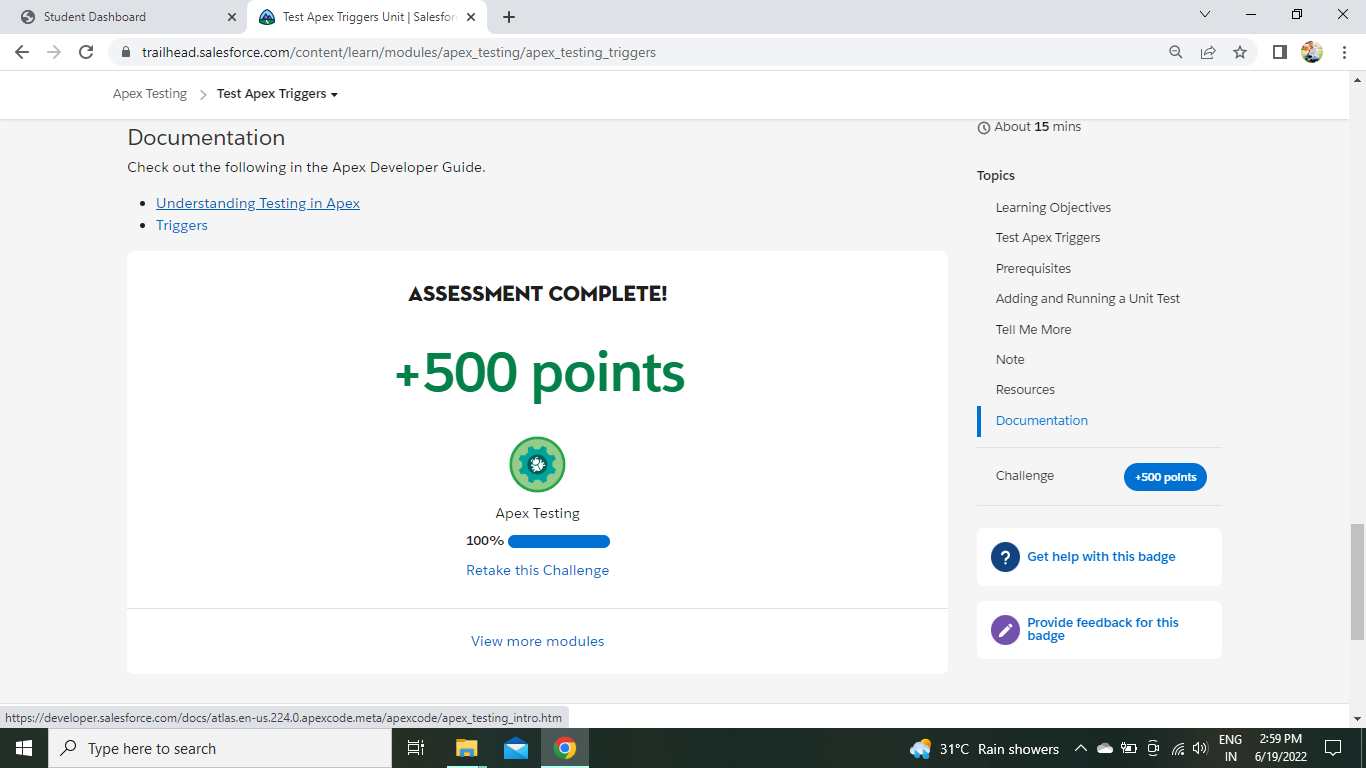 Student Dashboard
Test Apex Triggers Unit | Salesfor
trailhead.salesforce.com/content/learn/modules/apex_testing/apex_testing_triggers
Apex Testing
Test Apex Triggers
Documentation
Check out the following in the Apex Developer Guide.
Understanding Testing in Apex
Triggers
ASSESSMENT COMPLETE!
+500 points
Apex Testing
100%
Retake this Challenge
View more modules
About 15 mins
Topics
Learning Objectives
Test Apex Triggers
Prerequisites
Adding and Running a Unit Test
Tell Me More
Note
Resources
Documentation
Challenge
+500 points
? Get help with this badge
Provide feedback for this
badge
https://developer.salesforce.com/docs/atlas.en-us.224.0.apexcode.meta/apexcode/apex_testing_intro.htm
Type here to search
31°C Rain showers
ENG
IN
2:59 PM
6/19/2022